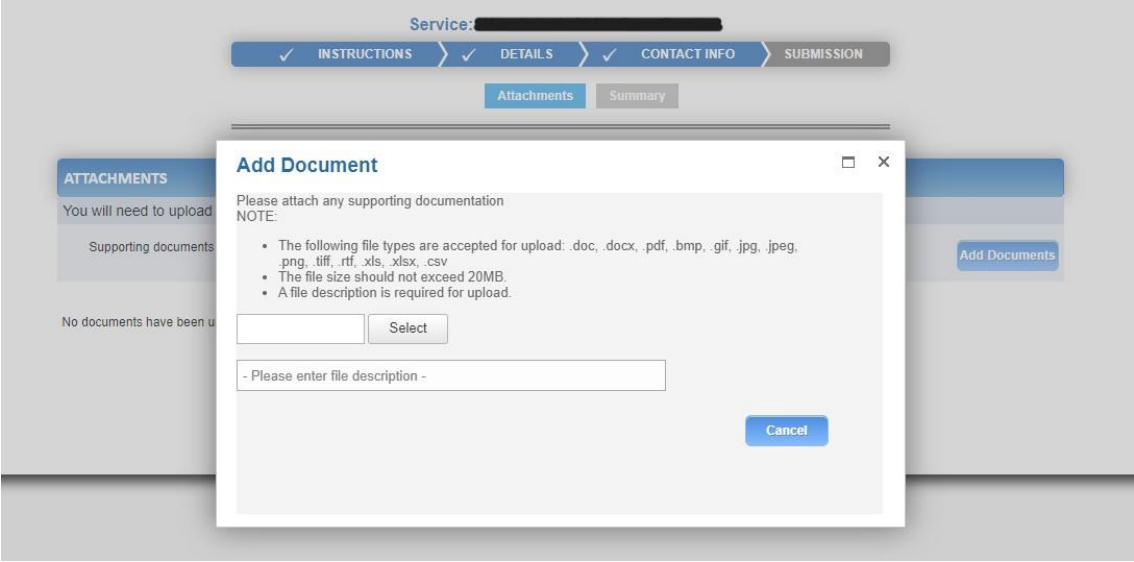 Service:
INSTRUCTIONS DETAILS CONTACT INFO SUBMISSION
Attachments Summary
Add Document
ATTACHMENTS
You will need to upload
Please attach any supporting documentation
NOTE:
Supporting documents
• The following file types are accepted for upload: .doc, .docx, .pdf, .bmp, .gif, .jpg, .jpeg,
.png, .tiff, .rtf, .xls, .xlsx, .csv
• The file size should not exceed 20MB.
• A file description is required for upload.
Add Documents
No documents have been u
Select
- Please enter file description -
Cancel